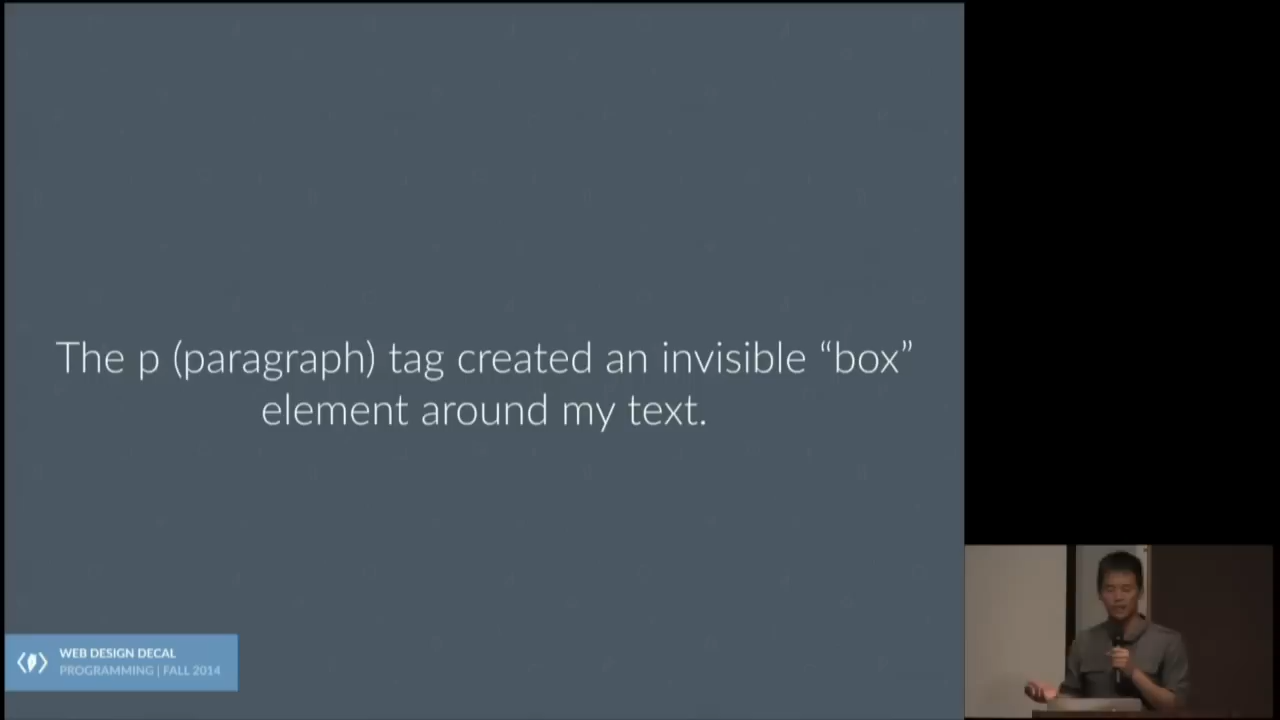 The p (paragraph) tag created an invisible “box”
element around my text.
WEB DESIGN DECAL
PROGRAMMING | FALL 2014